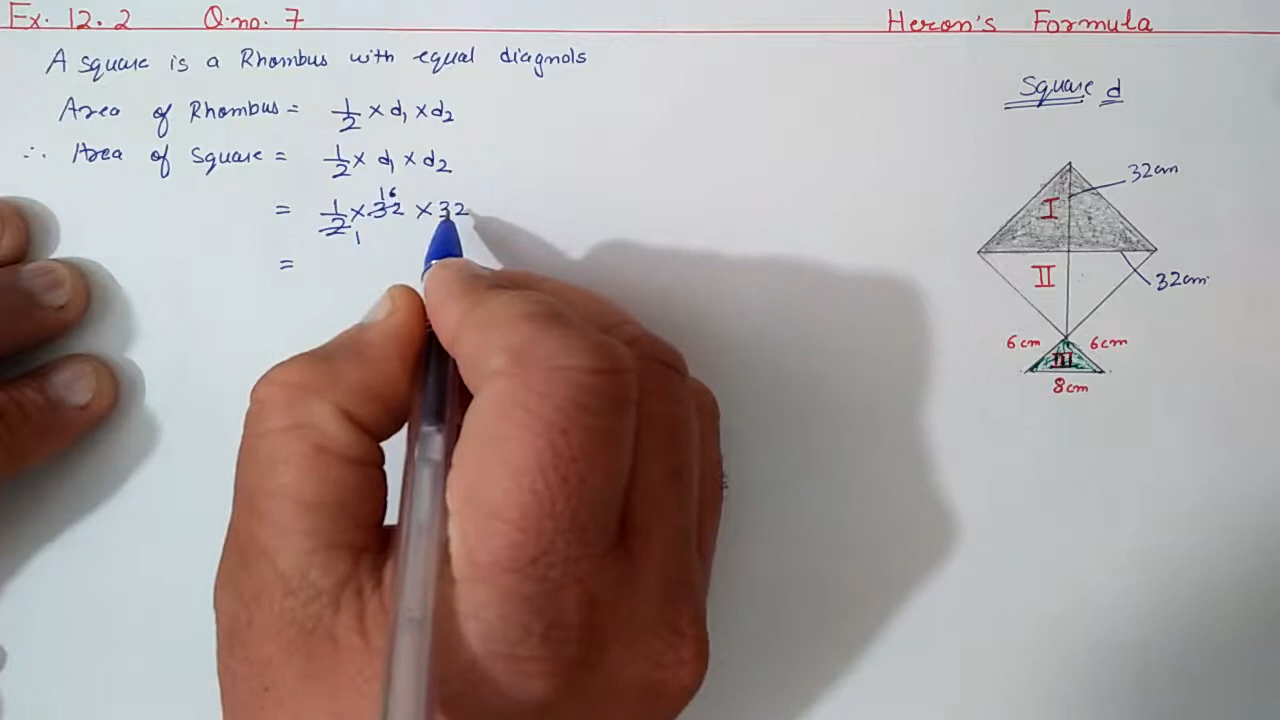 Ex. 12.2 Q.no. 7 Heron's Formula
A square is a Rhombus with equal diagnols
Area of Rhombus = 1/2 × d₁ × d₂
∴ Area of Square = 1/2 × d₁ × d₂
= 1/2 × 32 × 32
16
1
=
Square d
32cm
I
II
32cm
6cm 6cm
III
8cm